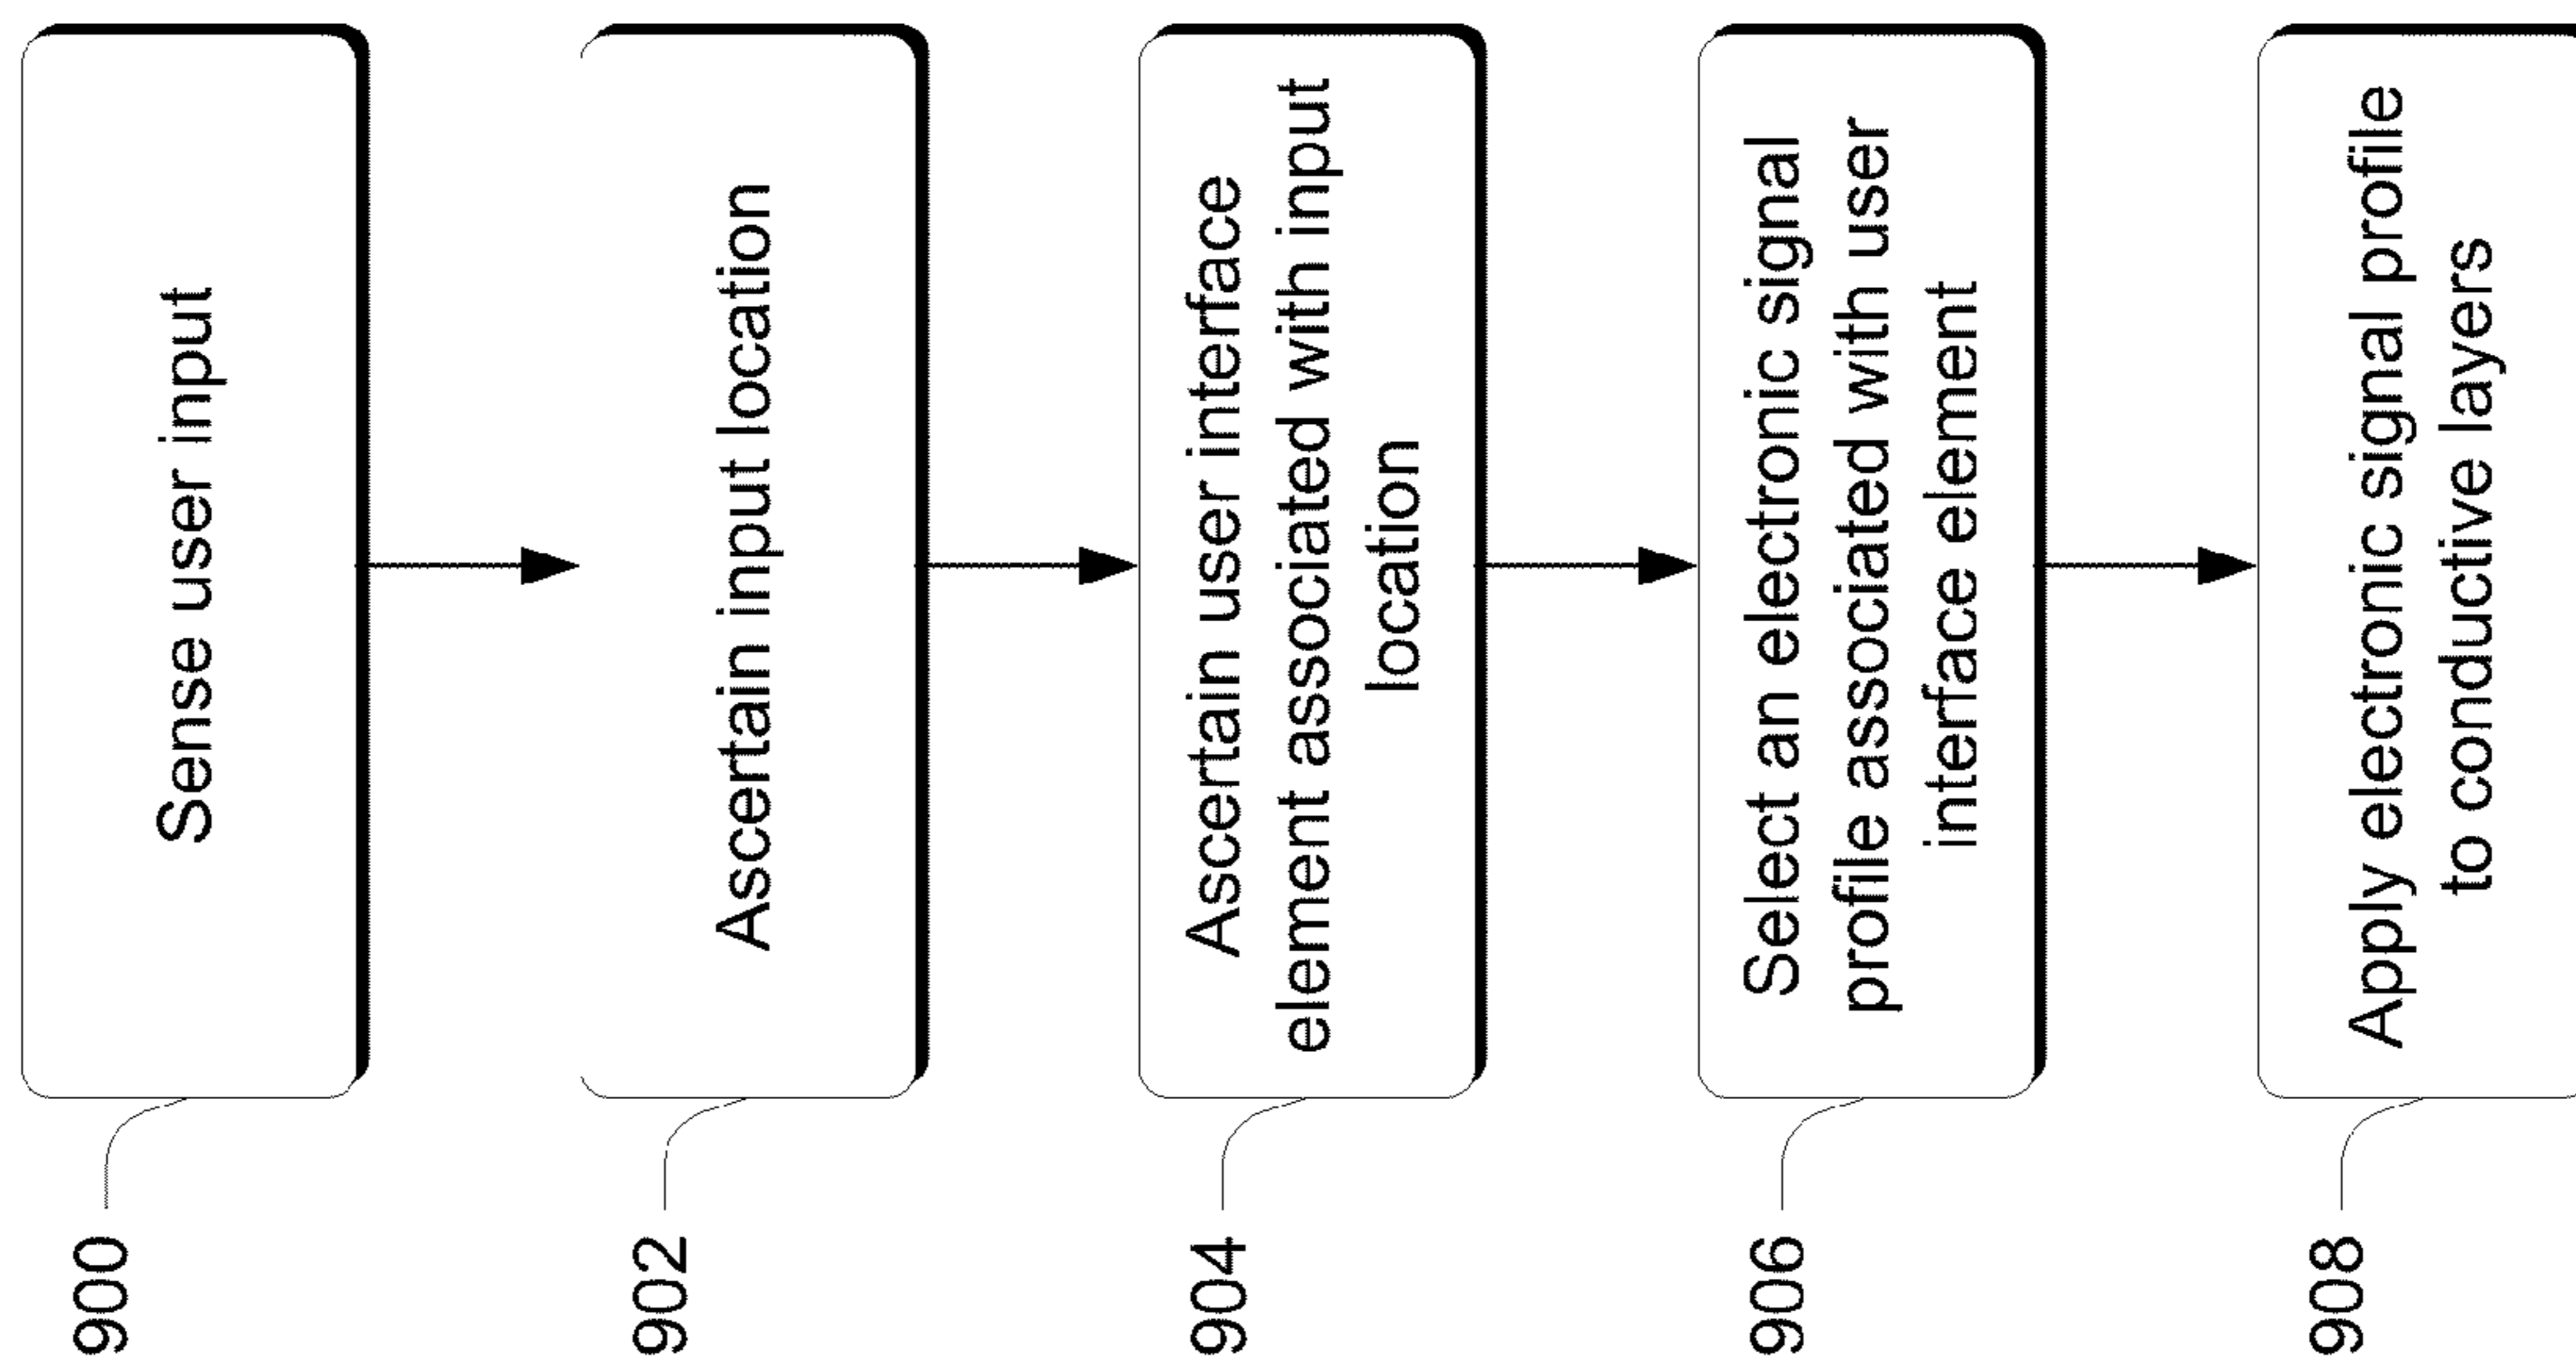 900
Sense user input
902
Ascertain input location
904
Ascertain user interface
element associated with input
location
906
Select an electronic signal
profile associated with user
interface element
908
Apply electronic signal profile
to conductive layers